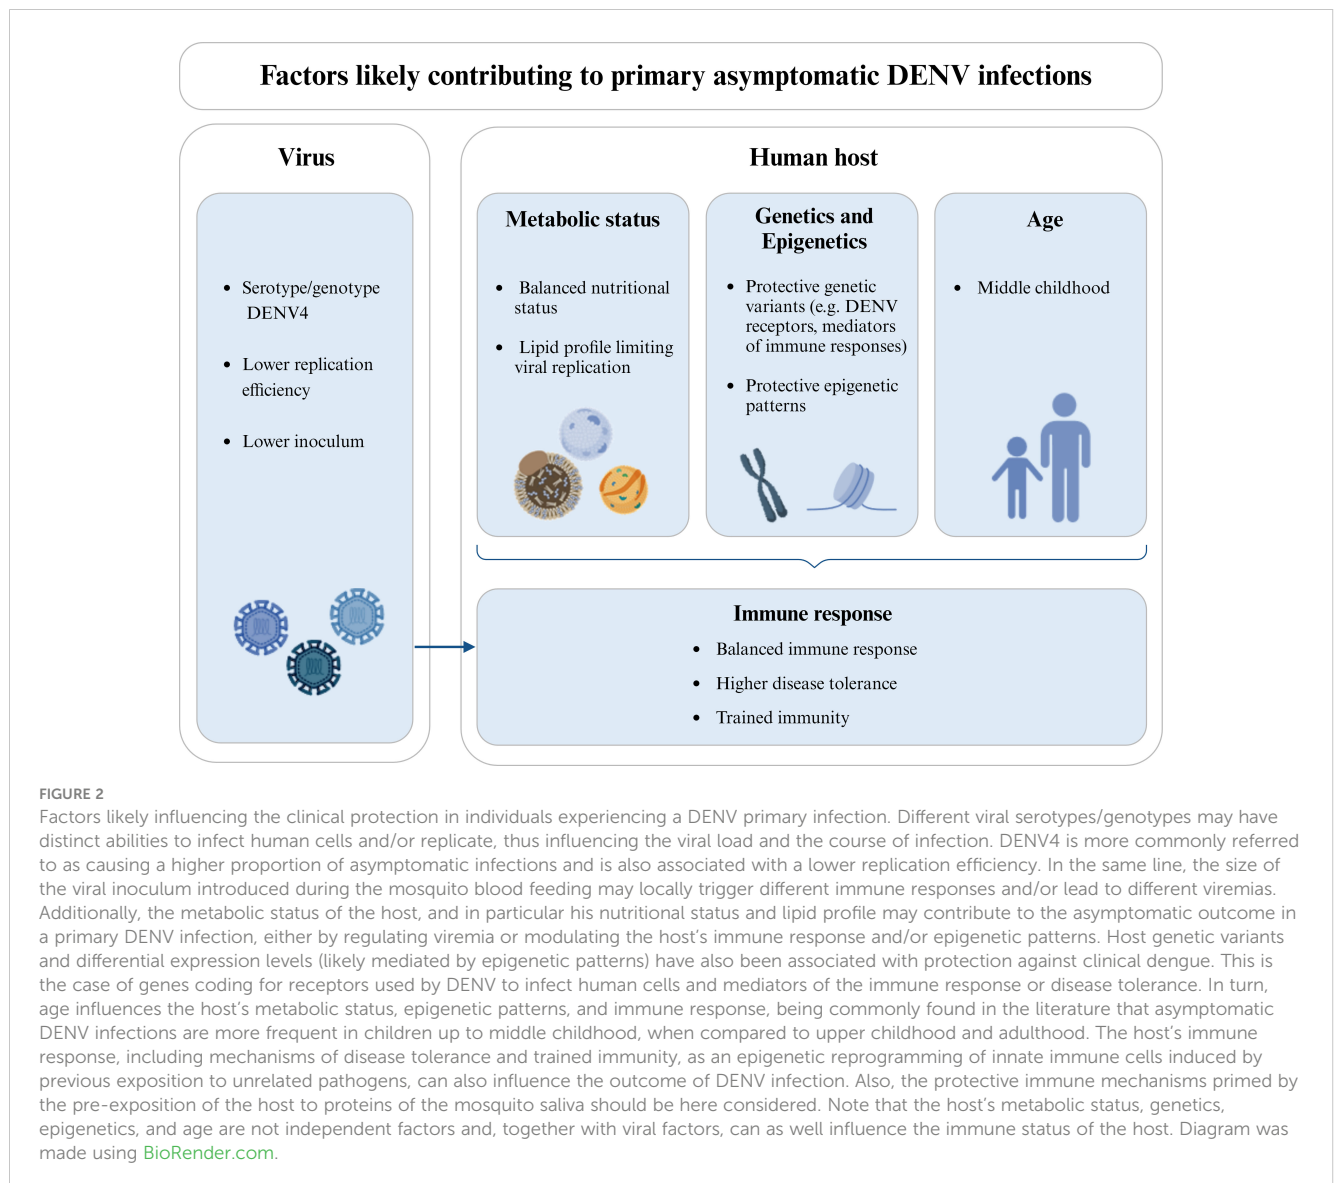 Factors likely contributing to primary asymptomatic DENV infections
Virus
• Serotype/genotype
DENV4
• Lower replication
efficiency
• Lower inoculum
Human host
Metabolic status
• Balanced nutritional
status
• Lipid profile limiting
viral replication
Genetics and
Epigenetics
• Protective genetic
variants (e.g. DENV
receptors, mediators
of immune responses)
• Protective epigenetic
patterns
Age
• Middle childhood
Immune response
• Balanced immune response
• Higher disease tolerance
• Trained immunity
FIGURE 2
Factors likely influencing the clinical protection in individuals experiencing a DENV primary infection. Different viral serotypes/genotypes may have
distinct abilities to infect human cells and/or replicate, thus influencing the viral load and the course of infection. DENV4 is more commonly referred
to as causing a higher proportion of asymptomatic infections and is also associated with a lower replication efficiency. In the same line, the size of
the viral inoculum introduced during the mosquito blood feeding may locally trigger different immune responses and/or lead to different viremias.
Additionally, the metabolic status of the host, and in particular his nutritional status and lipid profile may contribute to the asymptomatic outcome in
a primary DENV infection, either by regulating viremia or modulating the host's immune response and/or epigenetic patterns. Host genetic variants
and differential expression levels (likely mediated by epigenetic patterns) have also been associated with protection against clinical dengue. This is
the case of genes coding for receptors used by DENV to infect human cells and mediators of the immune response or disease tolerance. In turn,
age influences the host's metabolic status, epigenetic patterns, and immune response, being commonly found in the literature that asymptomatic
DENV infections are more frequent in children up to middle childhood, when compared to upper childhood and adulthood. The host's immune
response, including mechanisms of disease tolerance and trained immunity, as an epigenetic reprogramming of innate immune cells induced by
previous exposition to unrelated pathogens, can also influence the outcome of DENV infection. Also, the protective immune mechanisms primed by
the pre-exposition of the host to proteins of the mosquito saliva should be here considered. Note that the host's metabolic status, genetics,
epigenetics, and age are not independent factors and, together with viral factors, can as well influence the immune status of the host. Diagram was
made using BioRender.com.